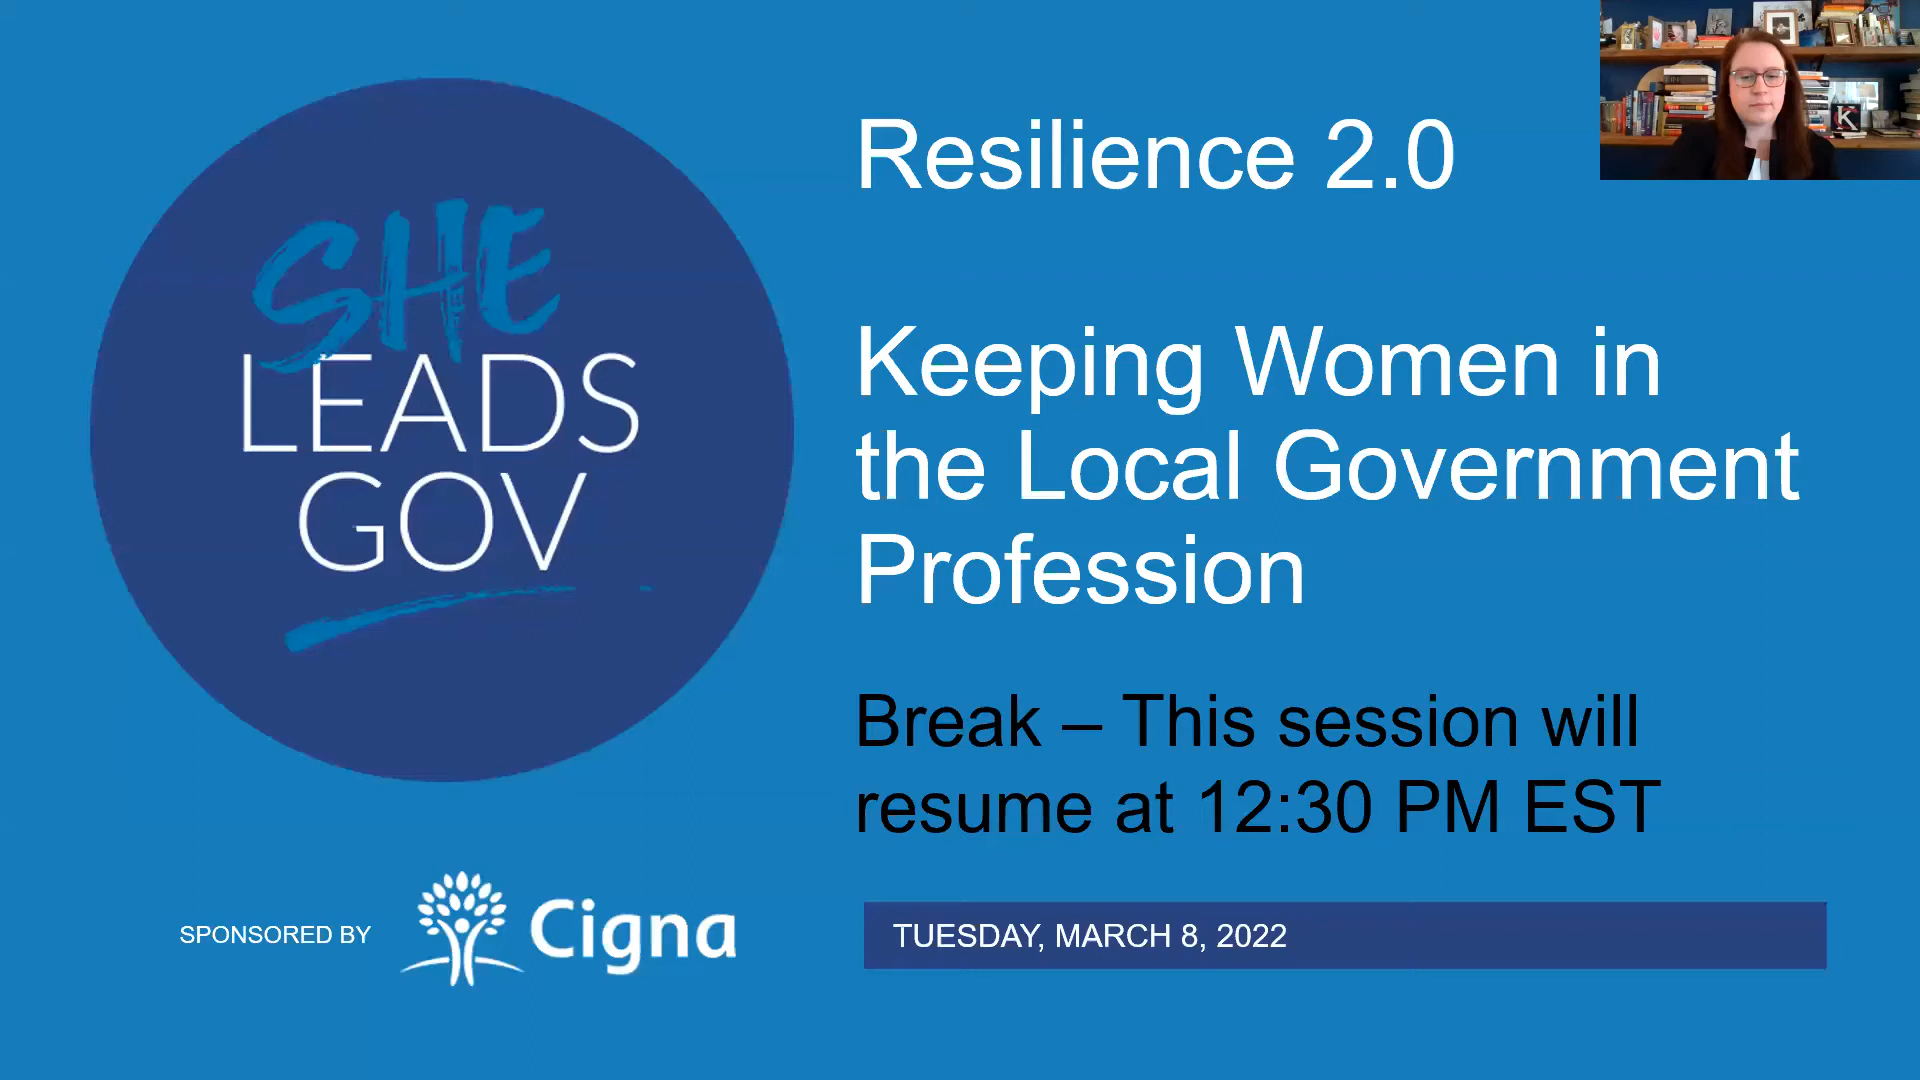 SHE
LEADS
GOV
Resilience 2.0
Keeping Women in
the Local Government
Profession
Break – This session will
resume at 12:30 PM EST
SPONSORED BY
Cigna
TUESDAY, MARCH 8, 2022
K